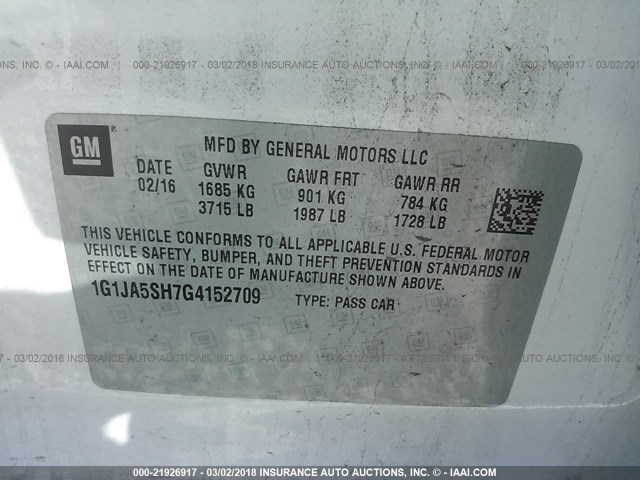 000-21926917 - 03/02/2018 INSURANCE AUTO AUCTIONS, INC. - © IAAI.COM
GM
MFD BY GENERAL MOTORS LLC
DATE GVWR GAWR FRT GAWR RR
02/16 1685 KG 901 KG 784 KG
3715 LB 1987 LB 1728 LB
THIS VEHICLE CONFORMS TO ALL APPLICABLE U.S. FEDERAL MOTOR
VEHICLE SAFETY, BUMPER, AND THEFT PREVENTION STANDARDS IN
EFFECT ON THE DATE OF MANUFACTURE SHOWN ABOVE.
1G1JA5SH7G4152709 TYPE: PASS CAR
000-21926917 - 03/02/2018 INSURANCE AUTO AUCTIONS, INC. - © IAAI.COM